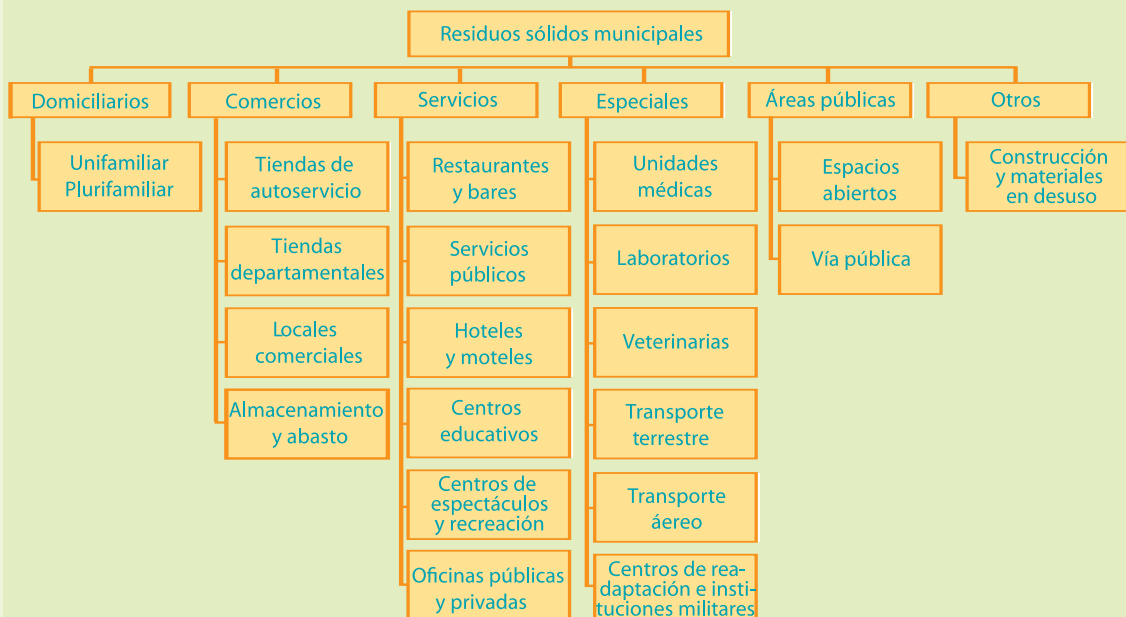 Residuos sólidos municipales
Domiciliarios
Comercios
Servicios
Especiales
Áreas públicas
Otros
Unifamiliar
Plurifamiliar
Tiendas de
autoservicio
Tiendas
departamentales
Locales
comerciales
Almacenamiento
y abasto
Restaurantes
y bares
Servicios
públicos
Hoteles
y moteles
Centros
educativos
Centros de
espectáculos
y recreación
Oficinas públicas
y privadas
Unidades
médicas
Laboratorios
Veterinarias
Transporte
terrestre
Transporte
áereo
Centros de rea-
daptación e insti-
tuciones militares
Espacios
abiertos
Vía pública
Construcción
y materiales
en desuso